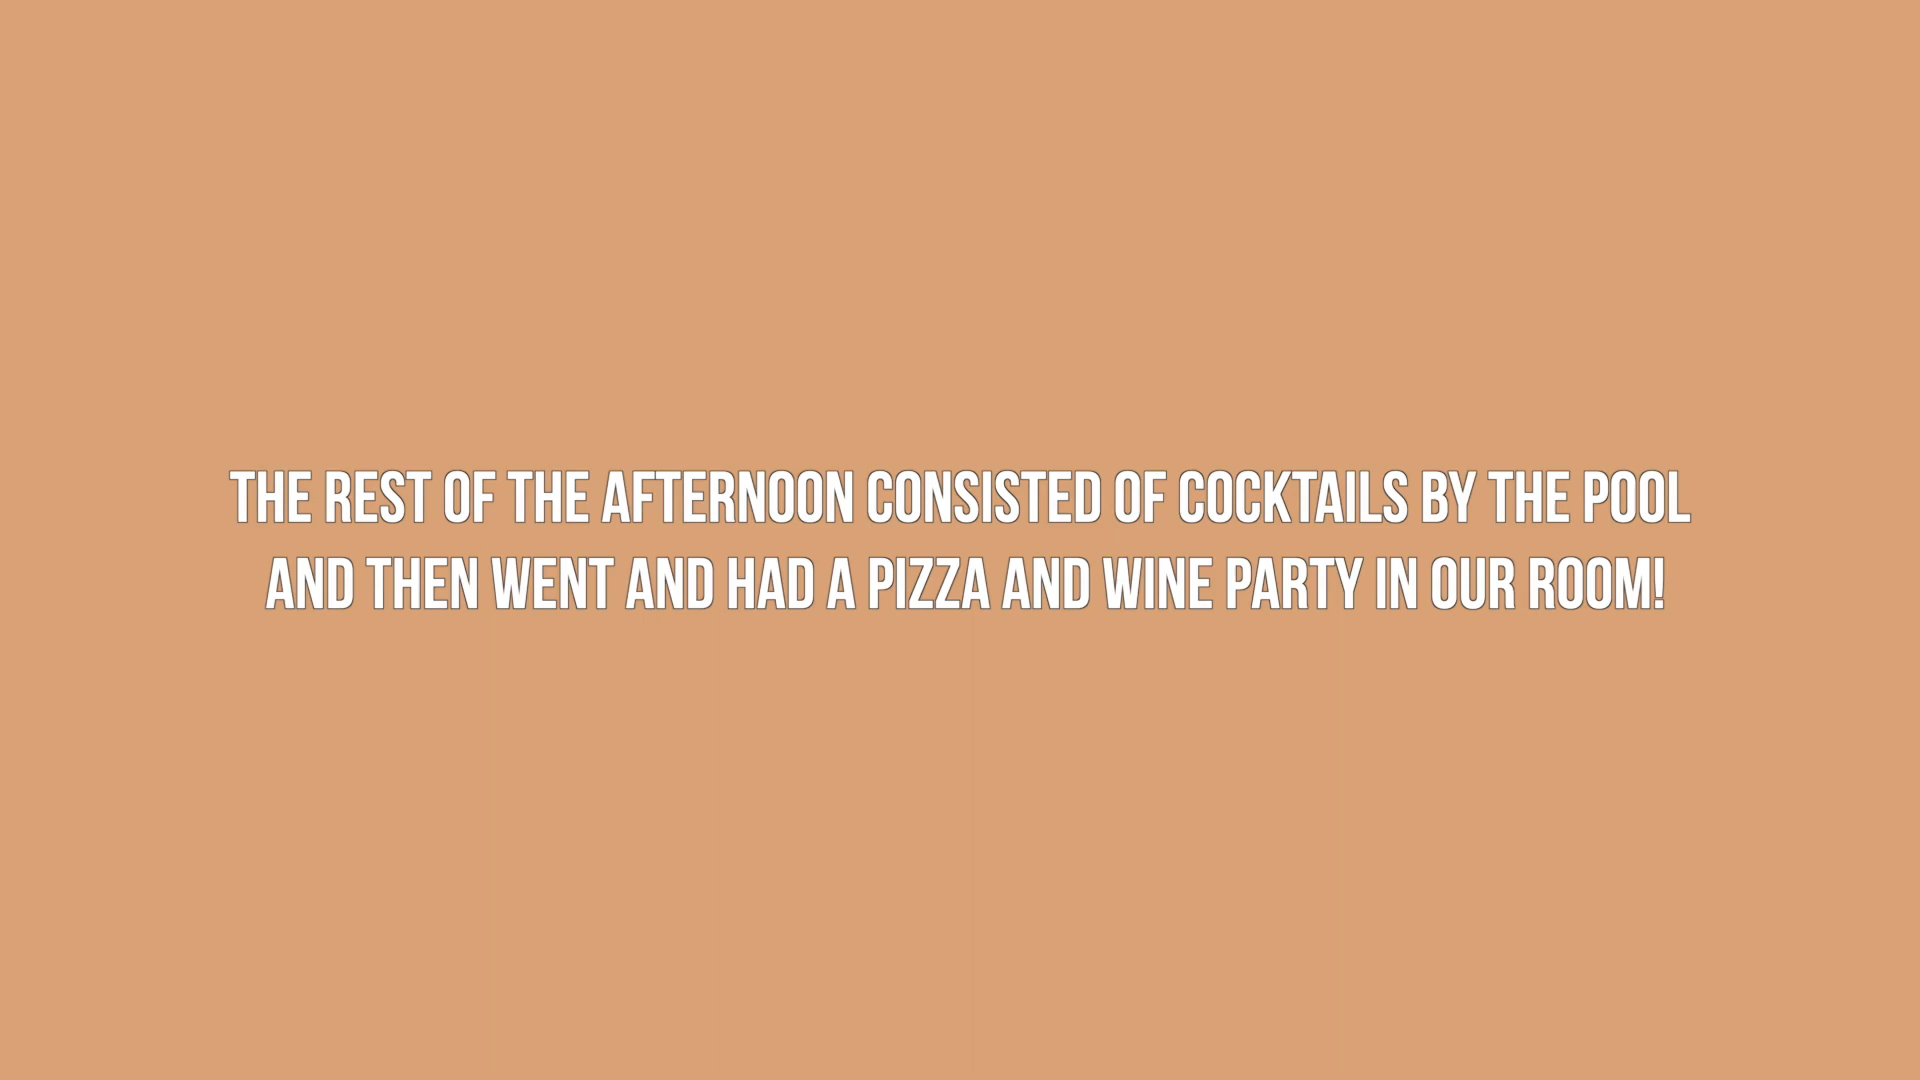 THE REST OF THE AFTERNOON CONSISTED OF COCKTAILS BY THE POOL
AND THEN WENT AND HAD A PIZZA AND WINE PARTY IN OUR ROOM!